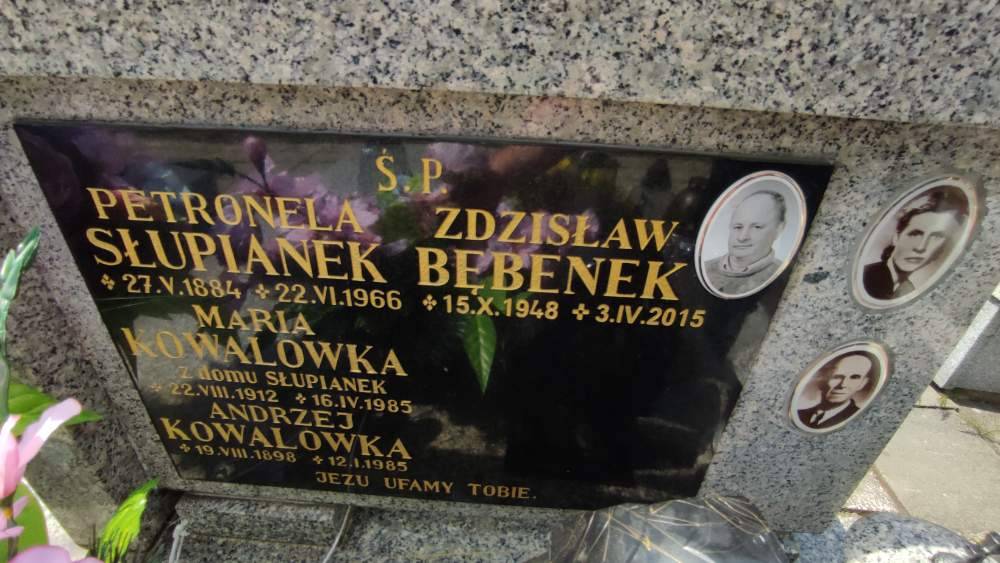 Ś.P.
PETRONELA
SŁUPIANEK
27.V.1884 22.VI.1966
MARIA
KOWALOWKA
z domu SŁUPIANEK
22.VIII.1912 16.IV.1985
ANDRZEJ
KOWALOWKA
19.VIII.1898 12.I.1985
ZDZISŁAW
BĘBENEK
15.X.1948 3.IV.2015
JEZU UFAMY TOBIE.